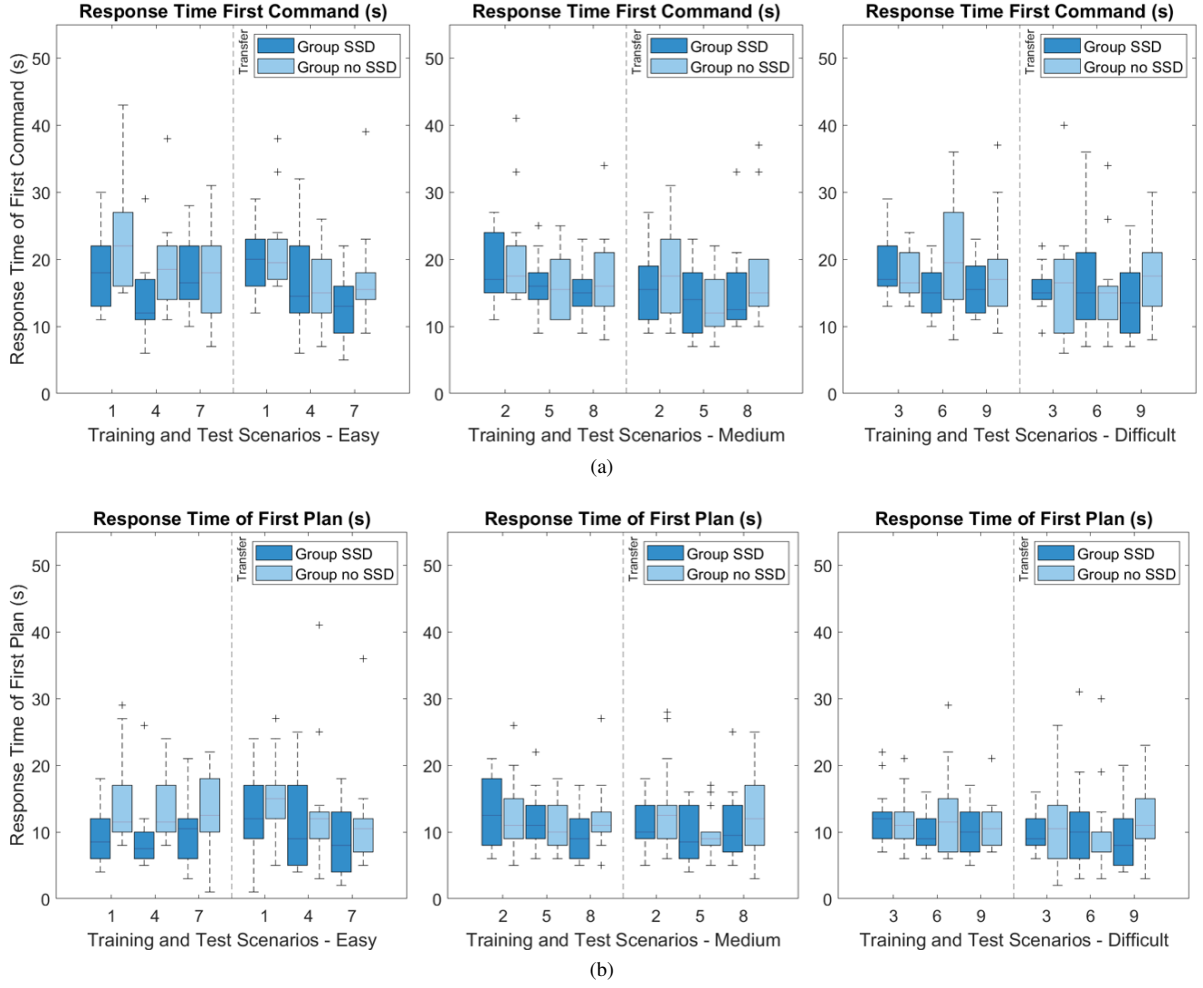 Response Time First Command (s)
Response Time First Command (s)
Response Time First Command (s)
Response Time of First Command (s)
50
40
30
20
10
0
Transfer
Group SSD
Group no SSD
1 4 7 1 4 7
Training and Test Scenarios - Easy
50
40
30
20
10
0
Transfer
Group SSD
Group no SSD
2 5 8 2 5 8
Training and Test Scenarios - Medium
50
40
30
20
10
0
Transfer
Group SSD
Group no SSD
3 6 9 3 6 9
Training and Test Scenarios - Difficult
(a)
Response Time of First Plan (s)
Response Time of First Plan (s)
Response Time of First Plan (s)
Response Time of First Plan (s)
50
40
30
20
10
0
Transfer
Group SSD
Group no SSD
1 4 7 1 4 7
Training and Test Scenarios - Easy
50
40
30
20
10
0
Transfer
Group SSD
Group no SSD
2 5 8 2 5 8
Training and Test Scenarios - Medium
50
40
30
20
10
0
Transfer
Group SSD
Group no SSD
3 6 9 3 6 9
Training and Test Scenarios - Difficult
(b)